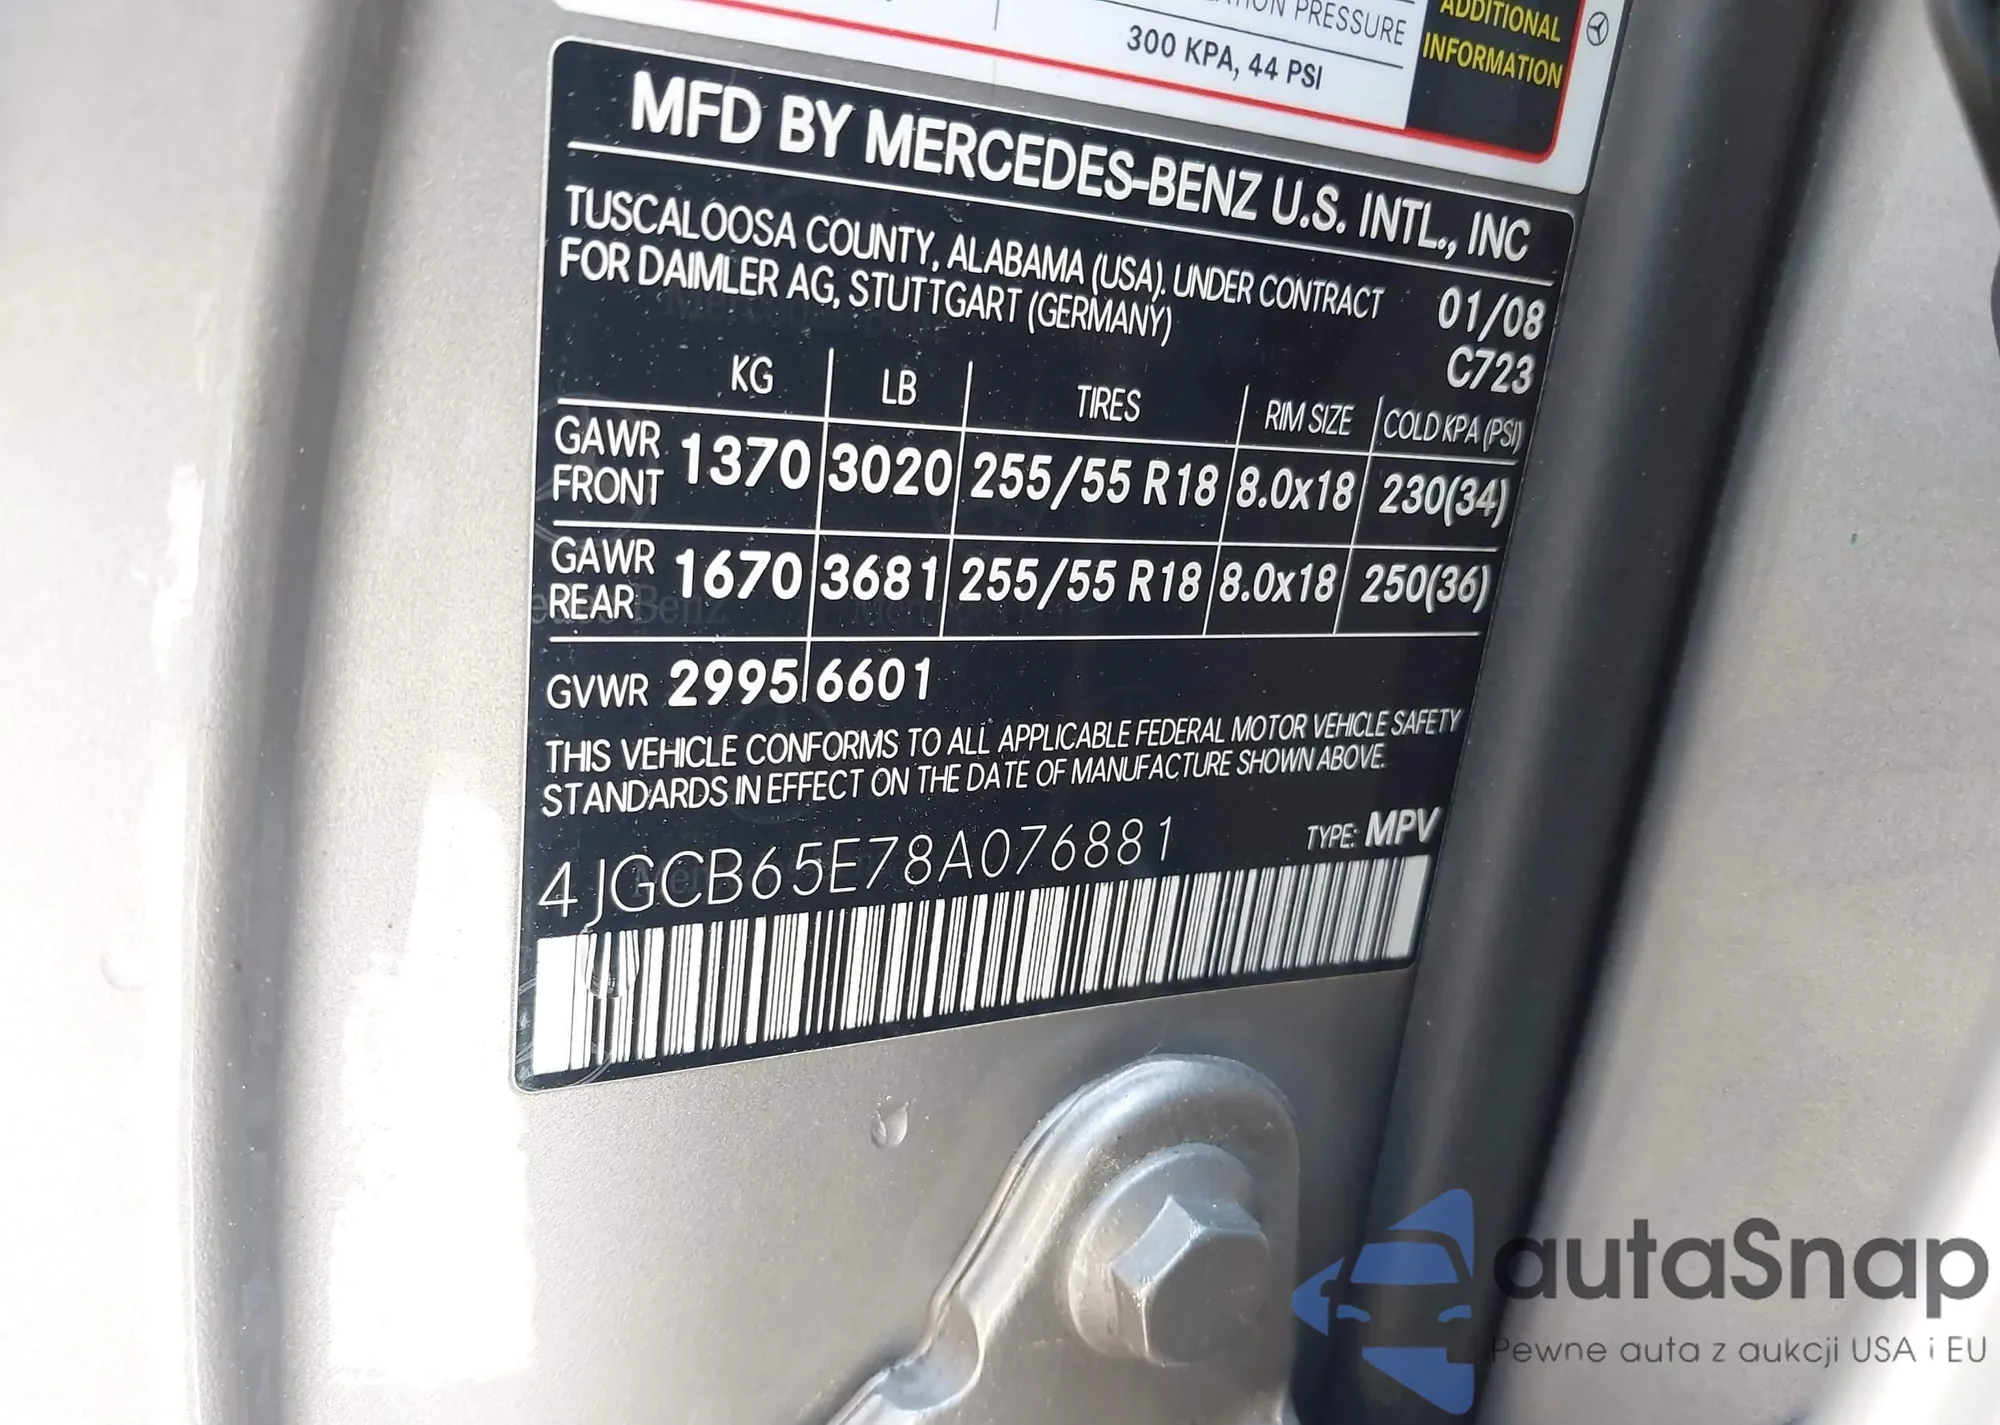 PRESSURE
300 KPA, 44 PSI
ADDITIONAL
INFORMATION
MFD BY MERCEDES-BENZ U.S. INTL., INC
TUSCALOOSA COUNTY, ALABAMA (USA). UNDER CONTRACT
FOR DAIMLER AG, STUTTGART (GERMANY)
01/08
C723
KG LB TIRES RIM SIZE COLD KPA (PSI)
GAWR FRONT 1370 3020 255/55 R18 8.0x18 230(34)
GAWR REAR 1670 3681 255/55 R18 8.0x18 250(36)
GVWR 2995 6601
THIS VEHICLE CONFORMS TO ALL APPLICABLE FEDERAL MOTOR VEHICLE SAFETY
STANDARDS IN EFFECT ON THE DATE OF MANUFACTURE SHOWN ABOVE.
4JGCB65E78A076881 TYPE: MPV
autaSnap
Pewne auta z aukcji USA i EU